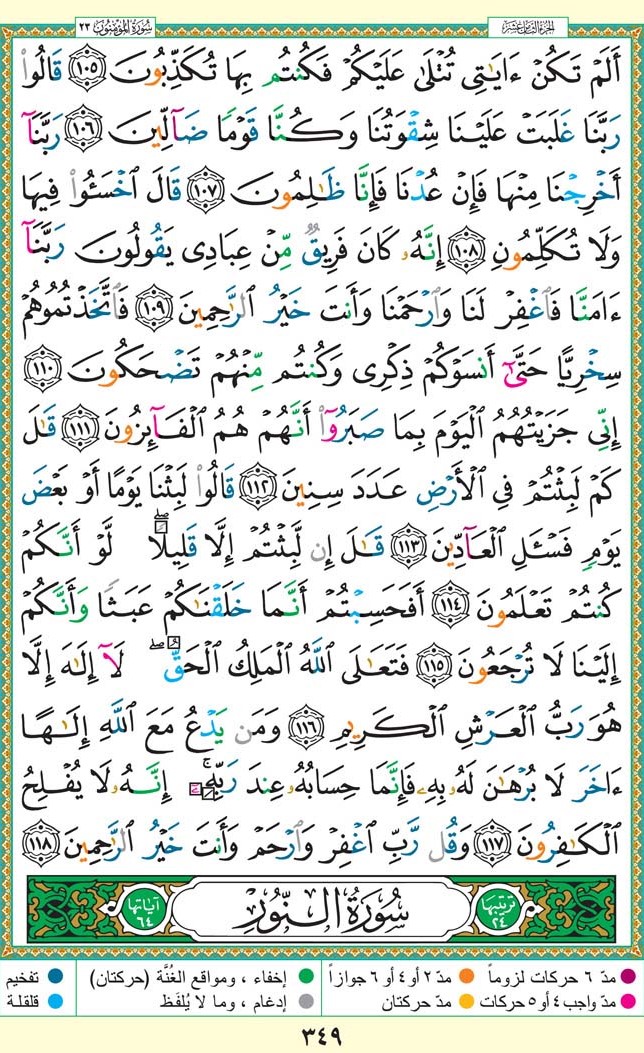 الجزء الثامن عشر
سورة المؤمنون ٢٣
أَلَمْ تَكُنْ ءَايَٰتِى تُتْلَىٰ عَلَيْكُمْ فَكُنتُم بِهَا تُكَذِّبُونَ ١٠٥ قَالُوا۟
رَبَّنَا غَلَبَتْ عَلَيْنَا شِقْوَتُنَا وَكُنَّا قَوْمًا ضَآلِّينَ ١٠٦ رَبَّنَآ
أَخْرِجْنَا مِنْهَا فَإِنْ عُدْنَا فَإِنَّا ظَٰلِمُونَ ١٠٧ قَالَ ٱخْسَـُٔوا۟ فِيهَا
وَلَا تُكَلِّمُونِ ١٠٨ إِنَّهُۥ كَانَ فَرِيقٌ مِّنْ عِبَادِى يَقُولُونَ رَبَّنَآ
ءَامَنَّا فَٱغْفِرْ لَنَا وَٱرْحَمْنَا وَأَنتَ خَيْرُ ٱلرَّٰحِمِينَ ١٠٩ فَٱتَّخَذْتُمُوهُمْ
سِخْرِيًّا حَتَّىٰٓ أَنسَوْكُمْ ذِكْرِى وَكُنتُم مِّنْهُمْ تَضْحَكُونَ ١١٠
إِنِّى جَزَيْتُهُمُ ٱلْيَوْمَ بِمَا صَبَرُوٓا۟ أَنَّهُمْ هُمُ ٱلْفَآئِزُونَ ١١١ قَٰلَ
كَمْ لَبِثْتُمْ فِى ٱلْأَرْضِ عَدَدَ سِنِينَ ١١٢ قَالُوا۟ لَبِثْنَا يَوْمًا أَوْ بَعْضَ
يَوْمٍ فَسْـَٔلِ ٱلْعَآدِّينَ ١١٣ قَٰلَ إِن لَّبِثْتُمْ إِلَّا قَلِيلًا ۖ لَّوْ أَنَّكُمْ
كُنتُمْ تَعْلَمُونَ ١١٤ أَفَحَسِبْتُمْ أَنَّمَا خَلَقْنَٰكُمْ عَبَثًا وَأَنَّكُمْ
إِلَيْنَا لَا تُرْجَعُونَ ١١٥ فَتَعَٰلَى ٱللَّهُ ٱلْمَلِكُ ٱلْحَقُّ ۖ لَآ إِلَٰهَ إِلَّا
هُوَ رَبُّ ٱلْعَرْشِ ٱلْكَرِيمِ ١١٦ وَمَن يَدْعُ مَعَ ٱللَّهِ إِلَٰهًا
ءَاخَرَ لَا بُرْهَٰنَ لَهُۥ بِهِۦ فَإِنَّمَا حِسَابُهُۥ عِندَ رَبِّهِۦٓ ۚ إِنَّهُۥ لَا يُفْلِحُ
ٱلْكَٰفِرُونَ ١١٧ وَقُل رَّبِّ ٱغْفِرْ وَٱرْحَمْ وَأَنتَ خَيْرُ ٱلرَّٰحِمِينَ ١١٨
ترتيبها ٢٤
سُورَةُ النُّورِ
آياتها ٦٤
مدّ ٦ حركات لزوماً
مدّ ٢ أو ٤ أو ٦ جوازاً
إخفاء ، ومواقع الغُنَّة (حركتان)
تفخيم
مدّ واجب ٤ أو ٥ حركات
مدّ حركتان
إدغام ، وما لا يُلفَظ
قلقلة
٣٤٩